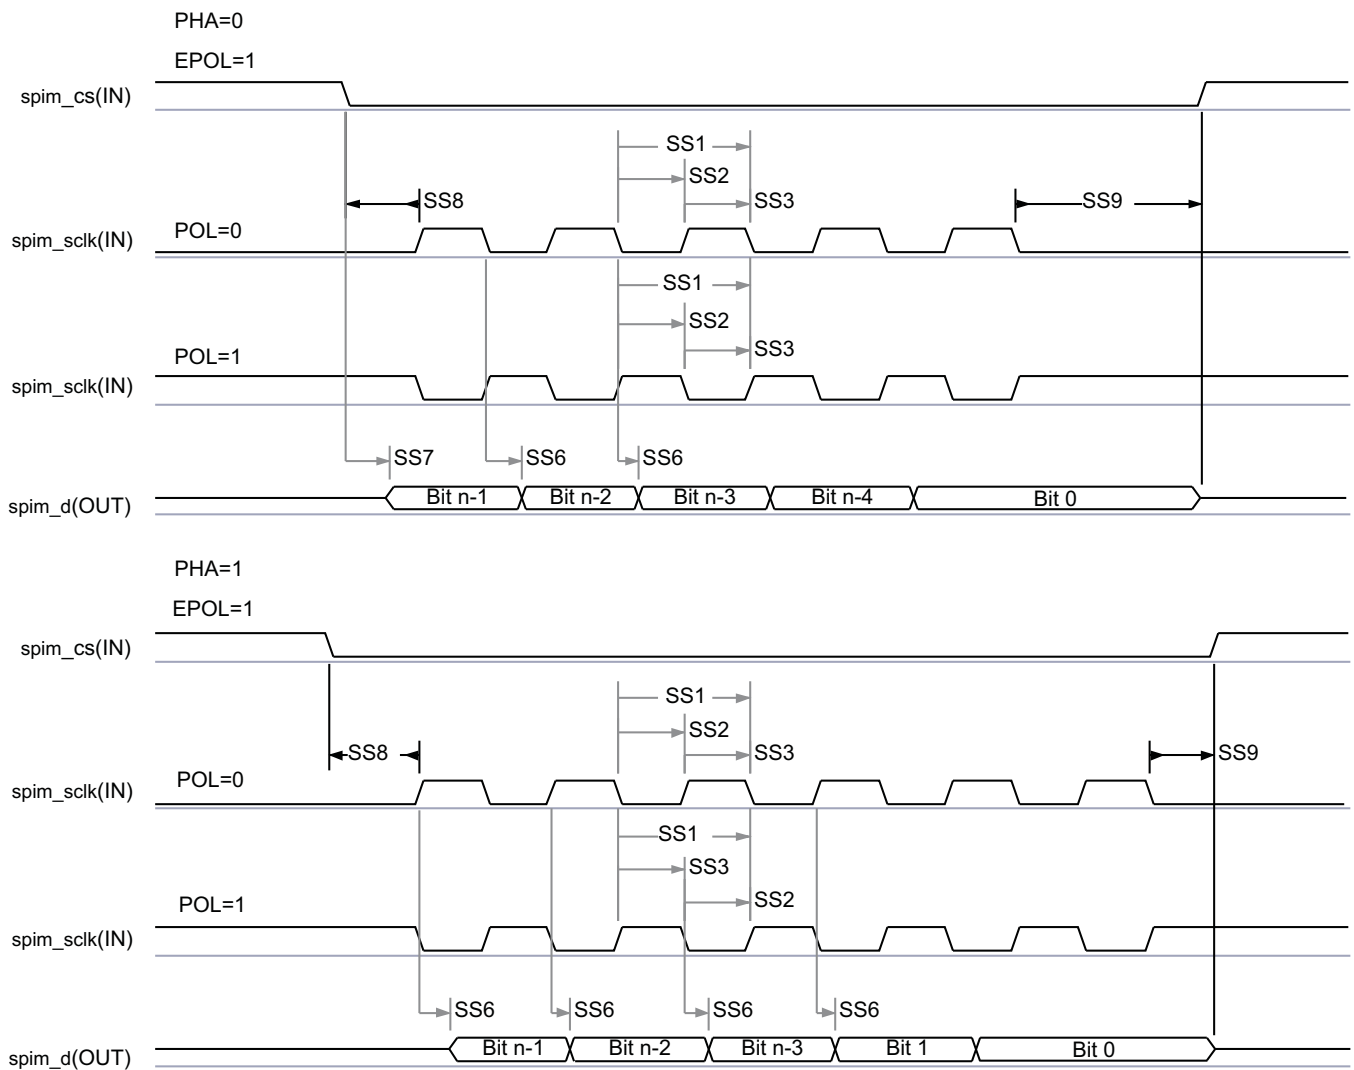 PHA=0
EPOL=1
spim_cs(IN)
SS1
SS2
SS8
SS3
SS9
POL=0
spim_sclk(IN)
SS1
SS2
SS3
POL=1
spim_sclk(IN)
SS7
SS6
SS6
Bit n-1
Bit n-2
Bit n-3
Bit n-4
Bit 0
spim_d(OUT)
PHA=1
EPOL=1
spim_cs(IN)
SS1
SS2
SS8
SS3
SS9
POL=0
spim_sclk(IN)
SS1
SS3
SS2
POL=1
spim_sclk(IN)
SS6
SS6
SS6
SS6
Bit n-1
Bit n-2
Bit n-3
Bit 1
Bit 0
spim_d(OUT)